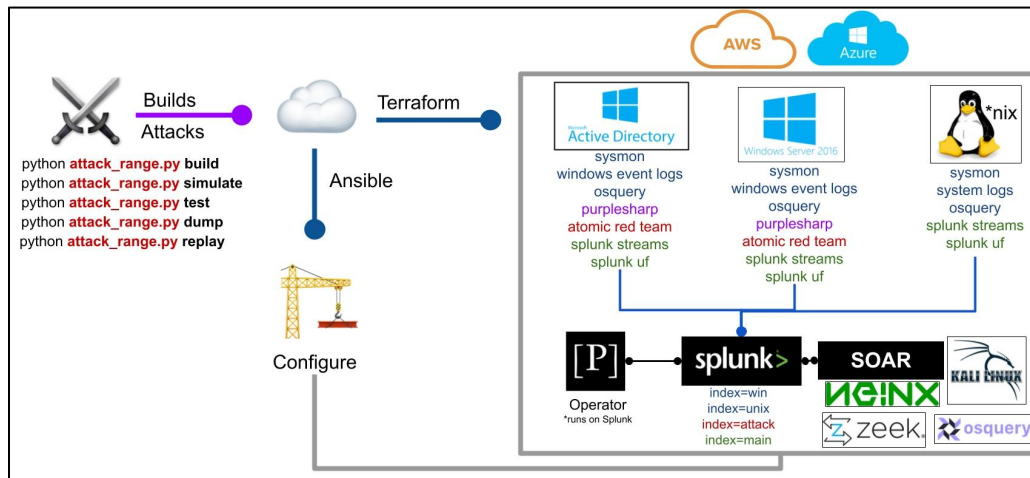 AWS
Azure
Builds
Attacks
Terraform
python attack_range.py build
python attack_range.py simulate
python attack_range.py test
python attack_range.py dump
python attack_range.py replay
Ansible
Configure
Microsoft
Active Directory
sysmon
windows event logs
osquery
purplesharp
atomic red team
splunk streams
splunk uf
Windows Server 2016
sysmon
windows event logs
osquery
purplesharp
atomic red team
splunk streams
splunk uf
*nix
sysmon
system logs
osquery
splunk streams
splunk uf
[P]
Operator
*runs on Splunk
splunk>
index=win
index=unix
index=attack
index=main
SOAR
KALI LINUX
zeek
osquery